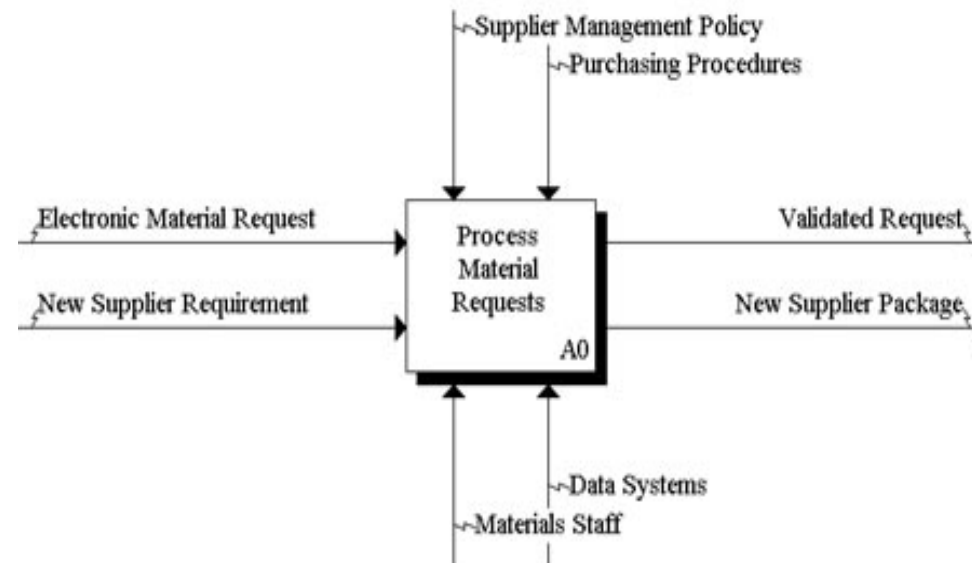 Supplier Management Policy
Purchasing Procedures
Electronic Material Request
Validated Request
Process
Material
Requests
New Supplier Requirement
New Supplier Package
A0
Data Systems
Materials Staff